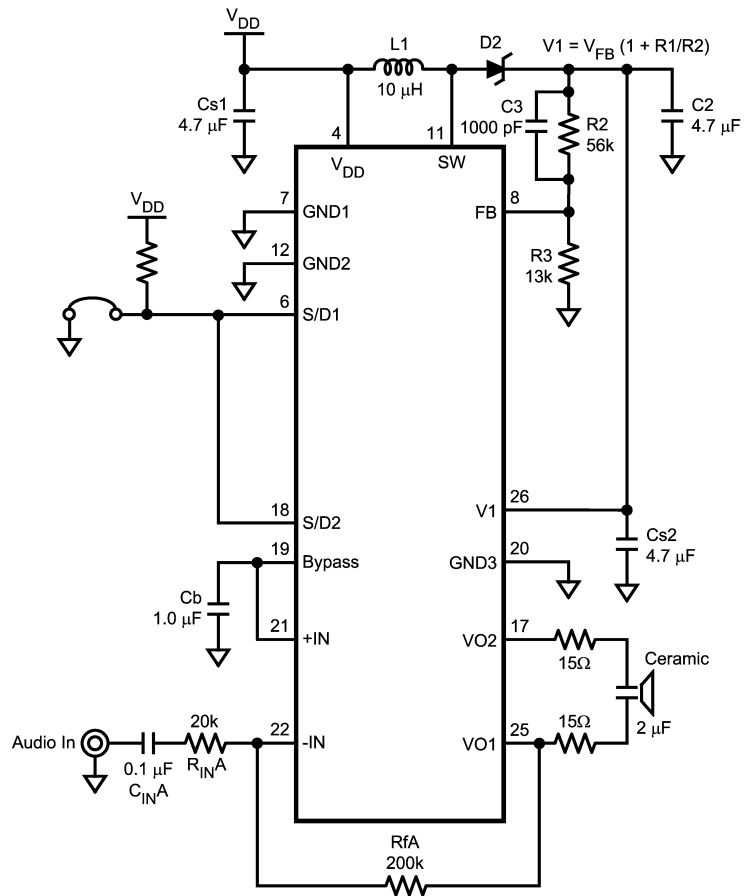 VDD
L1
D2
V1 = VFB (1 + R1/R2)
10 µH
Cs1
4.7 µF
C3
1000 pF
R2
56k
C2
4.7 µF
4
11
VDD
SW
VDD
7
GND1
8
FB
12
GND2
R3
13k
6
S/D1
18
S/D2
26
V1
19
Bypass
20
GND3
Cs2
4.7 µF
Cb
1.0 µF
21
+IN
17
VO2
15Ω
Ceramic
2 µF
Audio In
0.1 µF
CINA
20k
RINA
22
-IN
25
VO1
15Ω
RfA
200k